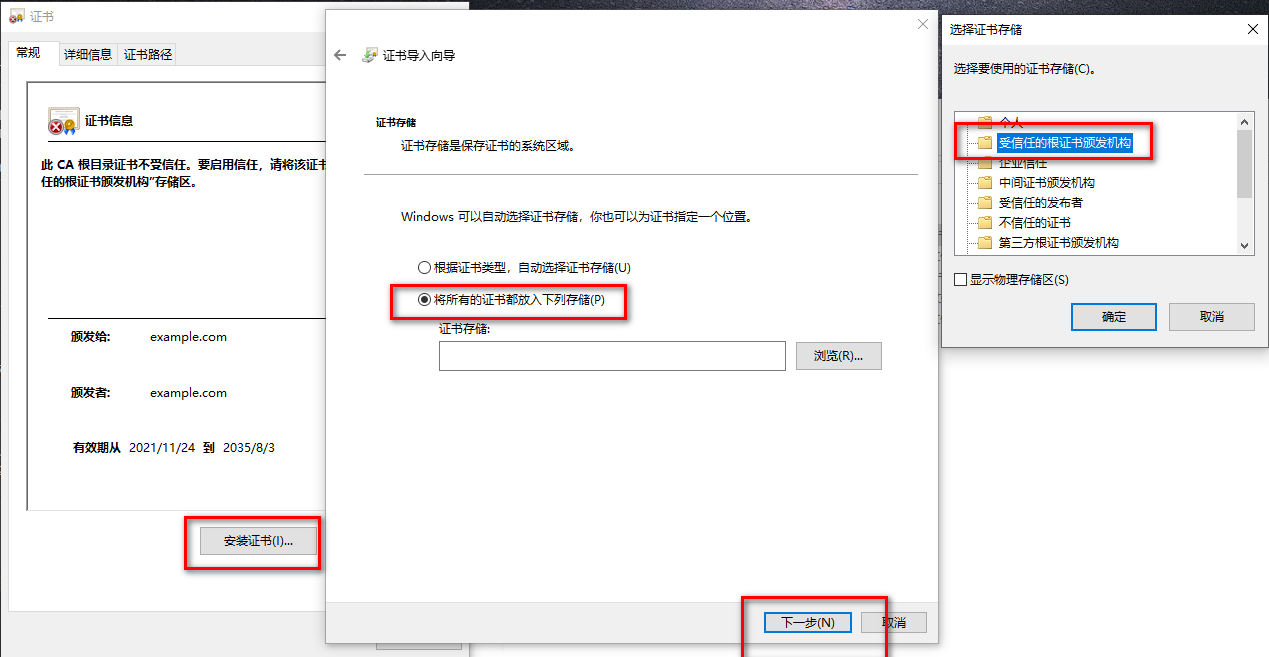 证书
常规
详细信息
证书路径
证书信息
此 CA 根目录证书不受信任。要启用信任，请将该证书
任的根证书颁发机构"存储区。
颁发给:
example.com
颁发者:
example.com
有效期从 2021/11/24 到 2035/8/3
安装证书(I)...
证书导入向导
证书存储
证书存储是保存证书的系统区域。
Windows 可以自动选择证书存储，你也可以为证书指定一个位置。
根据证书类型，自动选择证书存储(U)
将所有的证书都放入下列存储(P)
证书存储:
浏览(R)...
下一步(N)
取消
选择证书存储
选择要使用的证书存储(C)。
个人
受信任的根证书颁发机构
企业信任
中间证书颁发机构
受信任的发布者
不信任的证书
第三方根证书颁发机构
显示物理存储区(S)
确定
取消